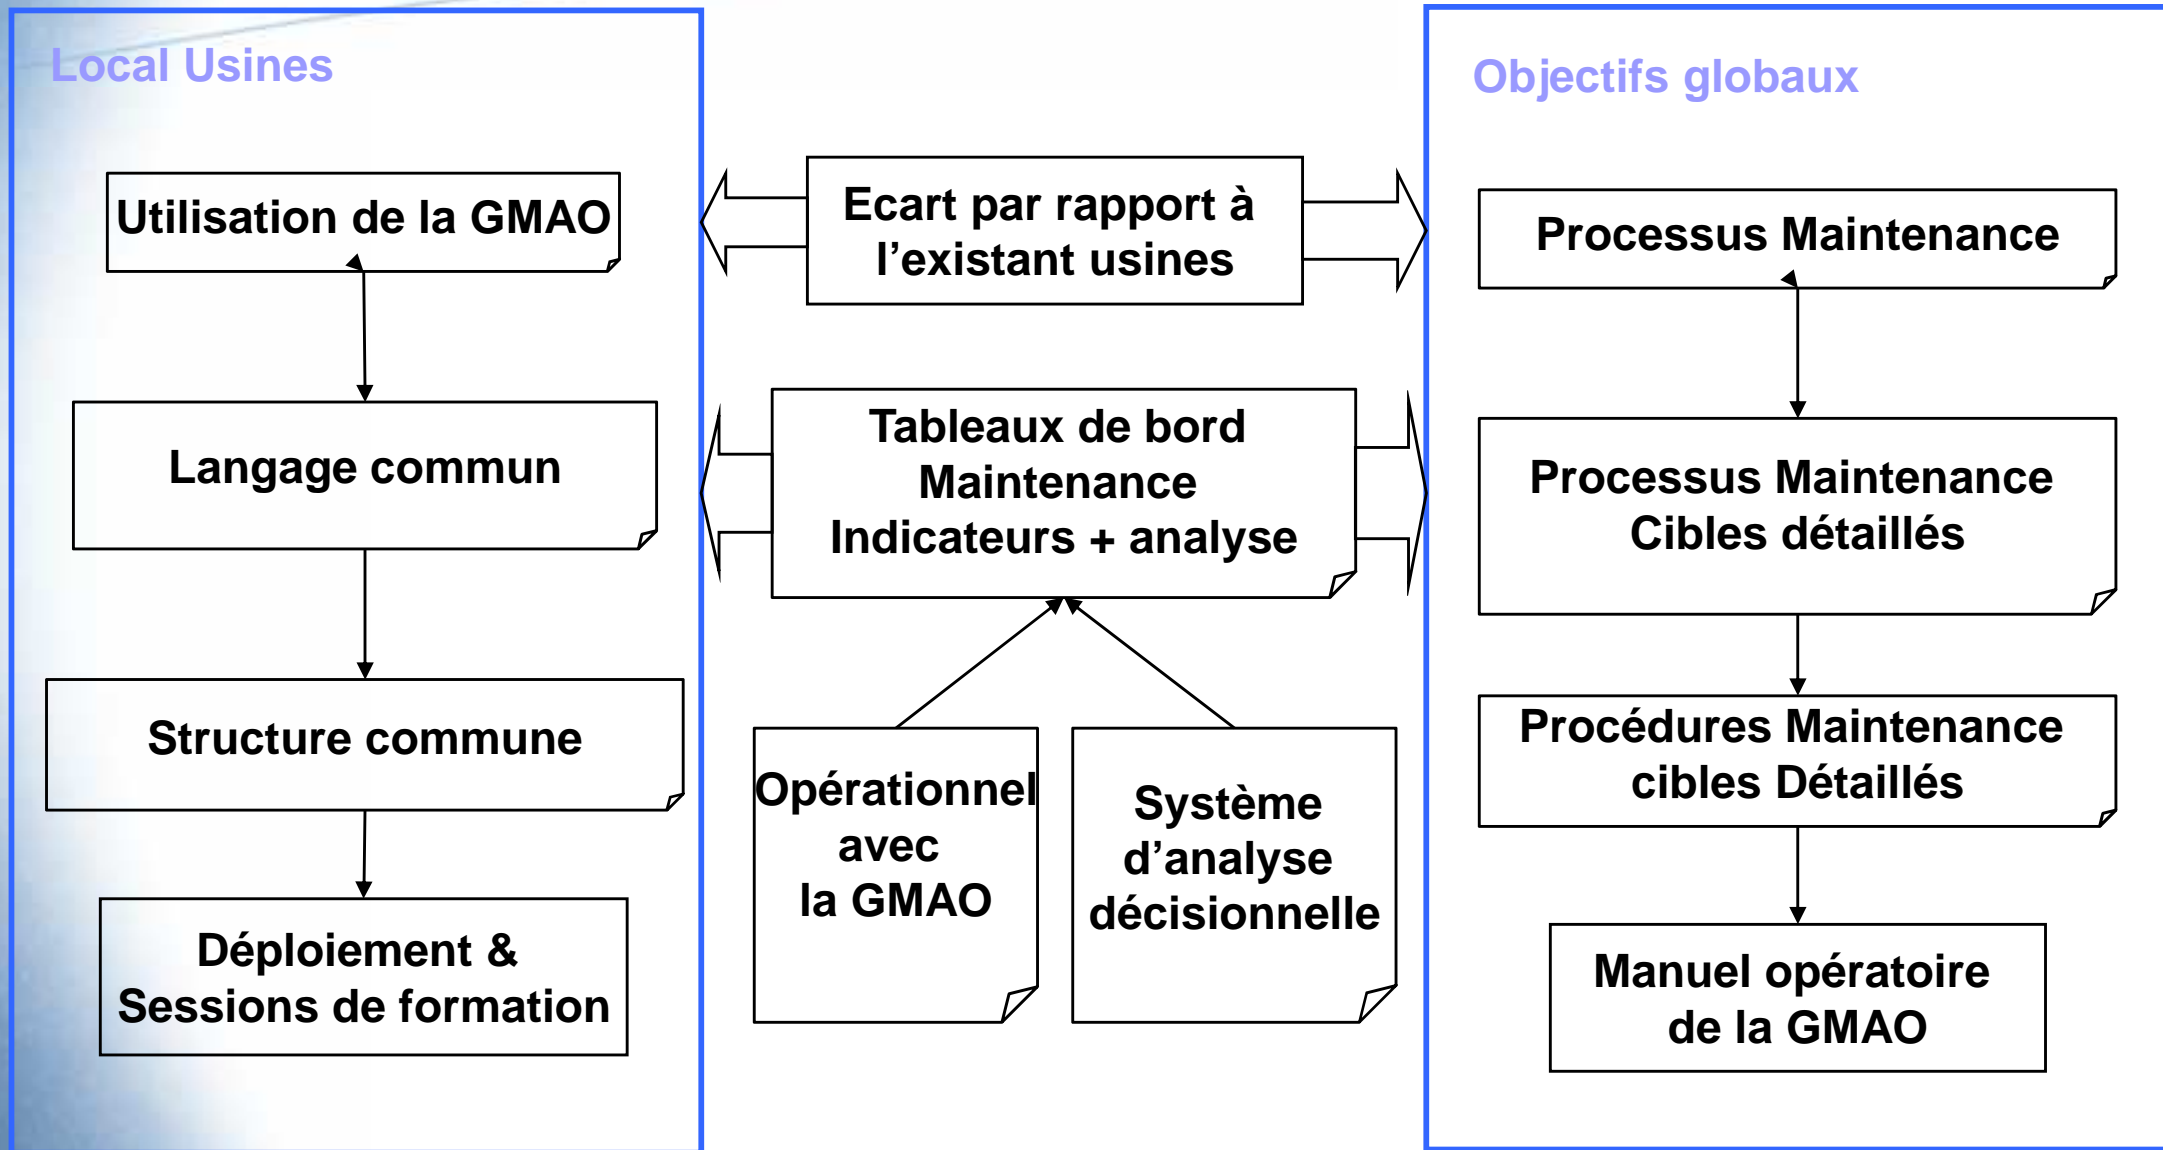 Local Usines
Utilisation de la GMAO
Langage commun
Structure commune
Déploiement &
Sessions de formation
Ecart par rapport à
l’existant usines
Tableaux de bord
Maintenance
Indicateurs + analyse
Opérationnel
avec
la GMAO
Système
d’analyse
décisionnelle
Objectifs globaux
Processus Maintenance
Processus Maintenance
Cibles détaillés
Procédures Maintenance
cibles Détaillés
Manuel opératoire
de la GMAO